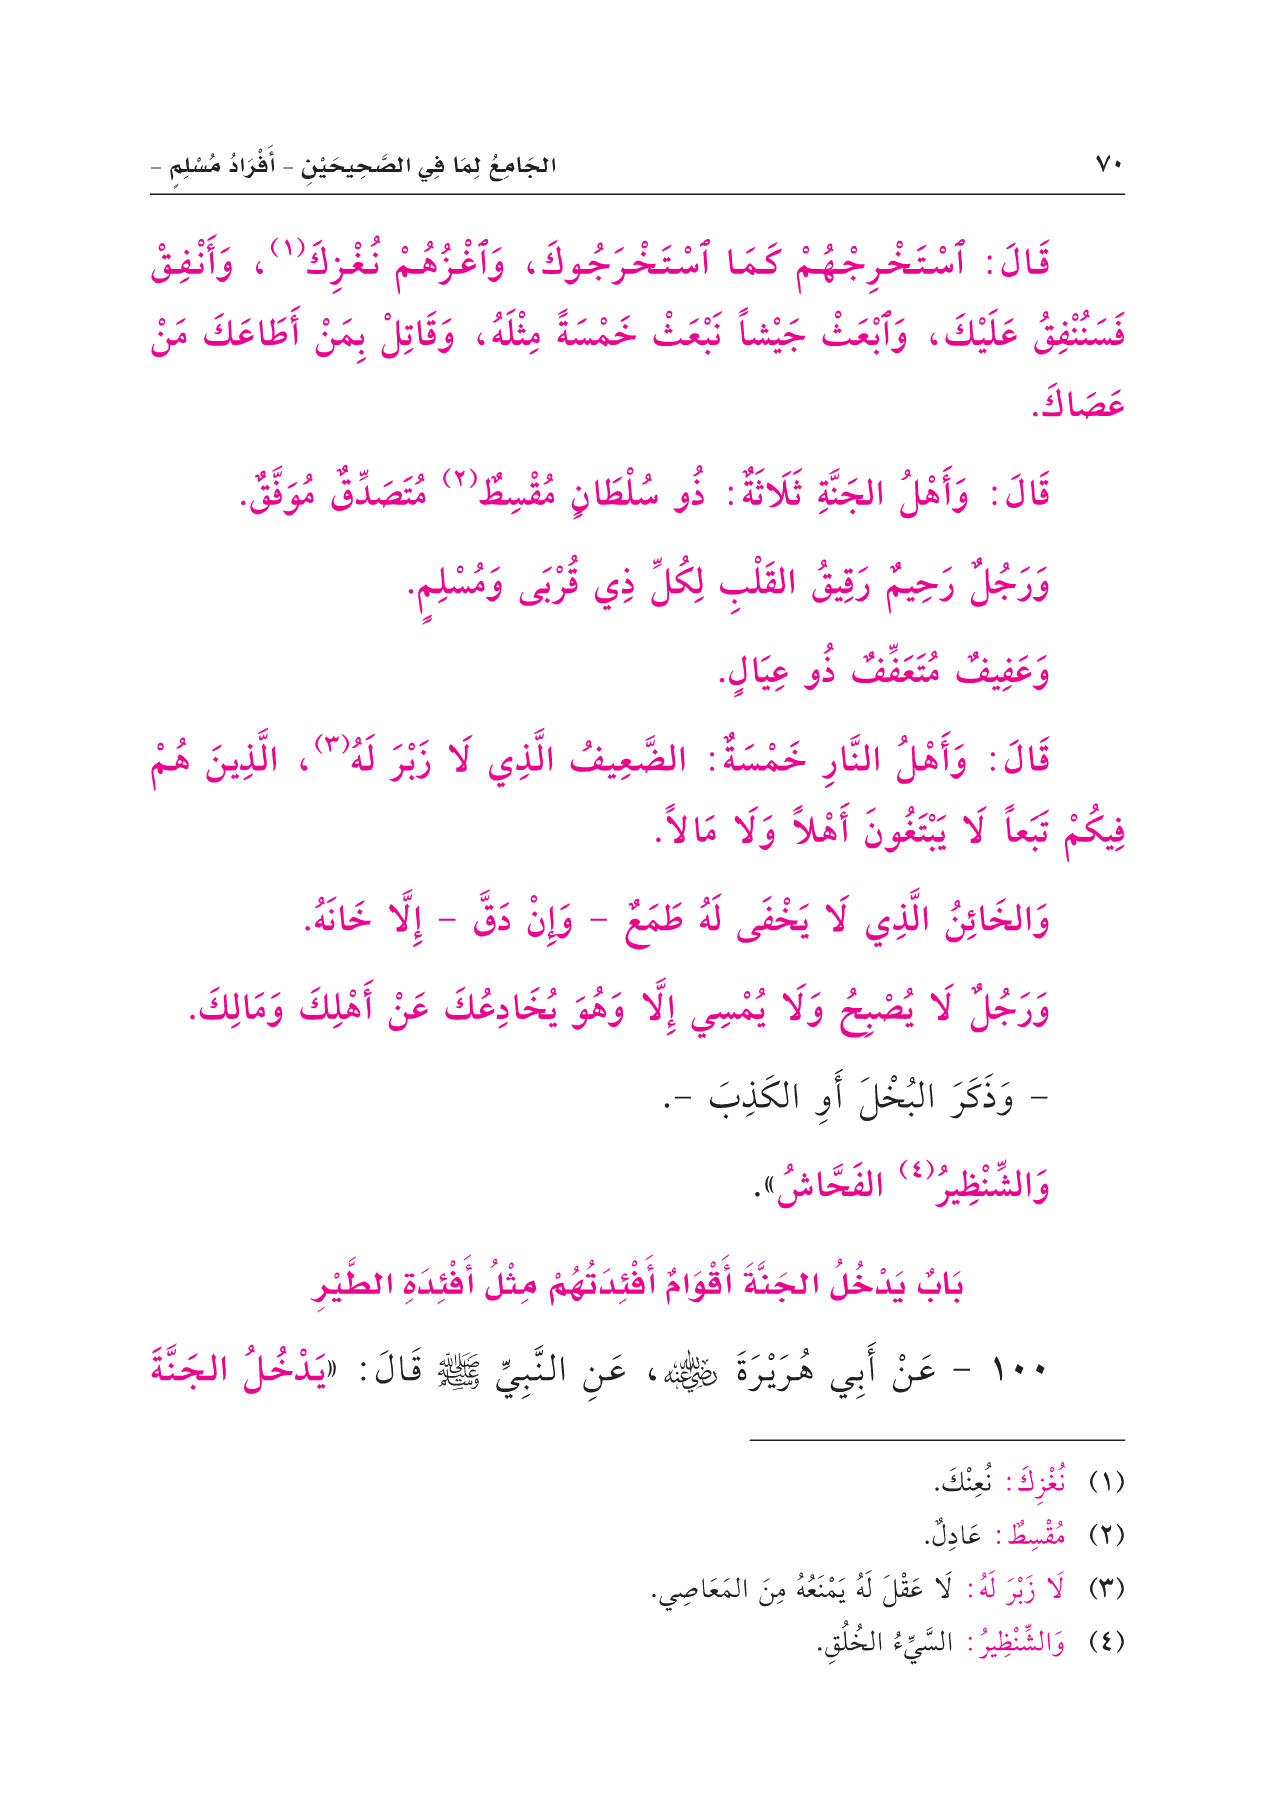 ٧٠ الجَامِعُ لِمَا فِي الصَّحِيحَيْنِ - أَفْرَادُ مُسْلِمٍ -
قَالَ: ٱسْتَخْرِجْهُمْ كَمَا ٱسْتَخْرَجُوكَ، وَٱغْزُهُمْ نُغْزِكَ(١)، وَأَنْفِقْ
فَسَنُنْفِقُ عَلَيْكَ، وَٱبْعَثْ جَيْشاً نَبْعَثْ خَمْسَةً مِثْلَهُ، وَقَاتِلْ بِمَنْ أَطَاعَكَ مَنْ
عَصَاكَ.
قَالَ: وَأَهْلُ الجَنَّةِ ثَلَاثَةٌ: ذُو سُلْطَانٍ مُقْسِطٌ(٢) مُتَصَدِّقٌ مُوَفَّقٌ.
وَرَجُلٌ رَحِيمٌ رَقِيقُ القَلْبِ لِكُلِّ ذِي قُرْبَى وَمُسْلِمٍ.
وَعَفِيفٌ مُتَعَفِّفٌ ذُو عِيَالٍ.
قَالَ: وَأَهْلُ النَّارِ خَمْسَةٌ: الضَّعِيفُ الَّذِي لَا زَبْرَ لَهُ(٣)، الَّذِينَ هُمْ
فِيكُمْ تَبَعاً لَا يَبْتَغُونَ أَهْلاً وَلَا مَالاً.
وَالخَائِنُ الَّذِي لَا يَخْفَى لَهُ طَمَعٌ - وَإِنْ دَقَّ - إِلَّا خَانَهُ.
وَرَجُلٌ لَا يُصْبِحُ وَلَا يُمْسِي إِلَّا وَهُوَ يُخَادِعُكَ عَنْ أَهْلِكَ وَمَالِكَ.
- وَذَكَرَ البُخْلَ أَوِ الكَذِبَ -.
وَالشِّنْظِيرُ(٤) الفَحَّاشُ».
بَابٌ يَدْخُلُ الجَنَّةَ أَقْوَامٌ أَفْئِدَتُهُمْ مِثْلُ أَفْئِدَةِ الطَّيْرِ
١٠٠ - عَنْ أَبِي هُرَيْرَةَ رضي الله عنه، عَنِ النَّبِيِّ ﷺ قَالَ: «يَدْخُلُ الجَنَّةَ
(١) نُغْزِكَ: نُعِنْكَ.
(٢) مُقْسِطٌ: عَادِلٌ.
(٣) لَا زَبْرَ لَهُ: لَا عَقْلَ لَهُ يَمْنَعُهُ مِنَ المَعَاصِي.
(٤) وَالشِّنْظِيرُ: السَّيِّءُ الخُلُقِ.